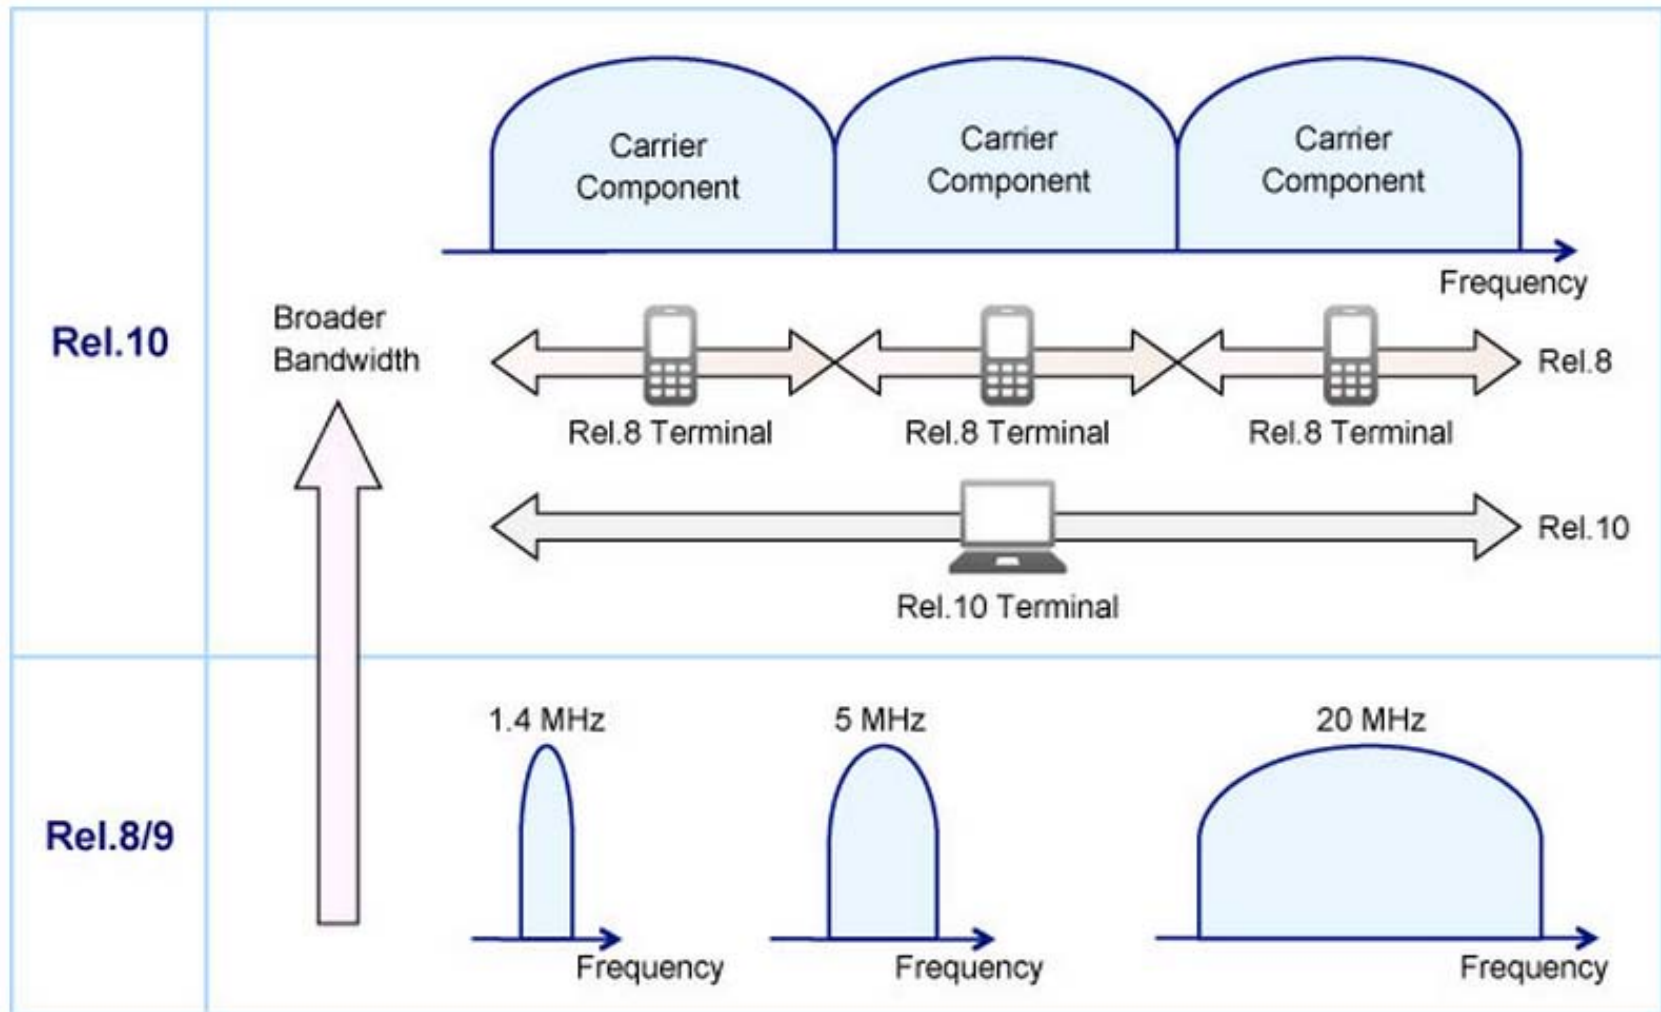 Rel.10
Carrier
Component
Carrier
Component
Carrier
Component
Frequency
Broader
Bandwidth
Rel.8
Rel.8 Terminal
Rel.8 Terminal
Rel.8 Terminal
Rel.10
Rel.10 Terminal
Rel.8/9
1.4 MHz
5 MHz
20 MHz
Frequency
Frequency
Frequency